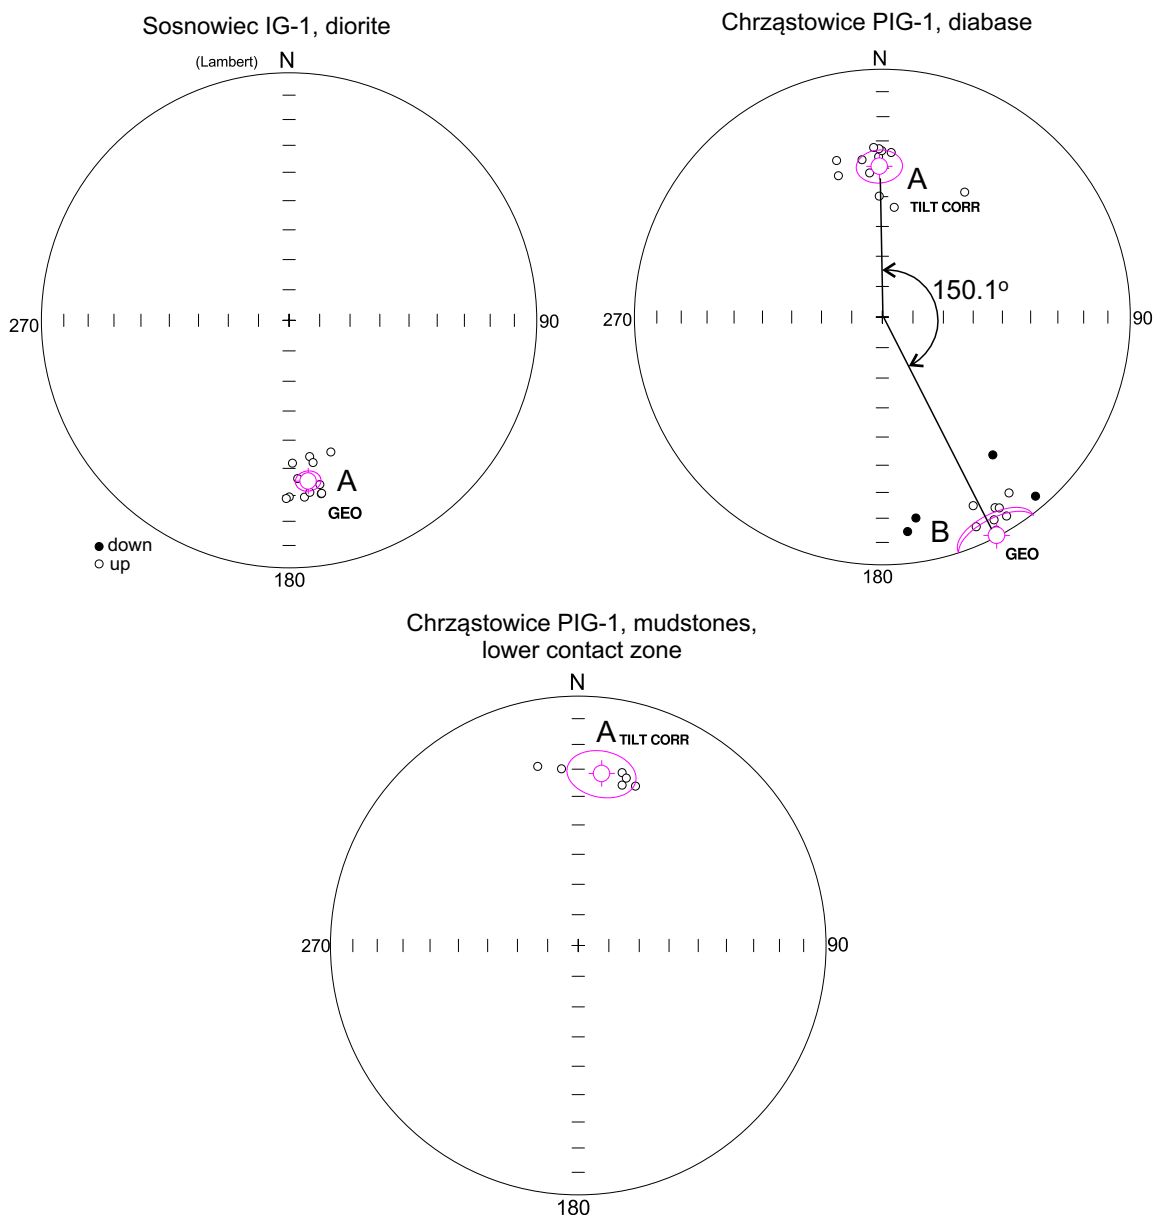 Sosnowiec IG-1, diorite
(Lambert)
N
270
90
A
GEO
● down
○ up
180
Chrząstowice PIG-1, diabase
N
A
TILT CORR
150.1º
270
90
B
GEO
180
Chrząstowice PIG-1, mudstones,
lower contact zone
N
A TILT CORR
270
90
180